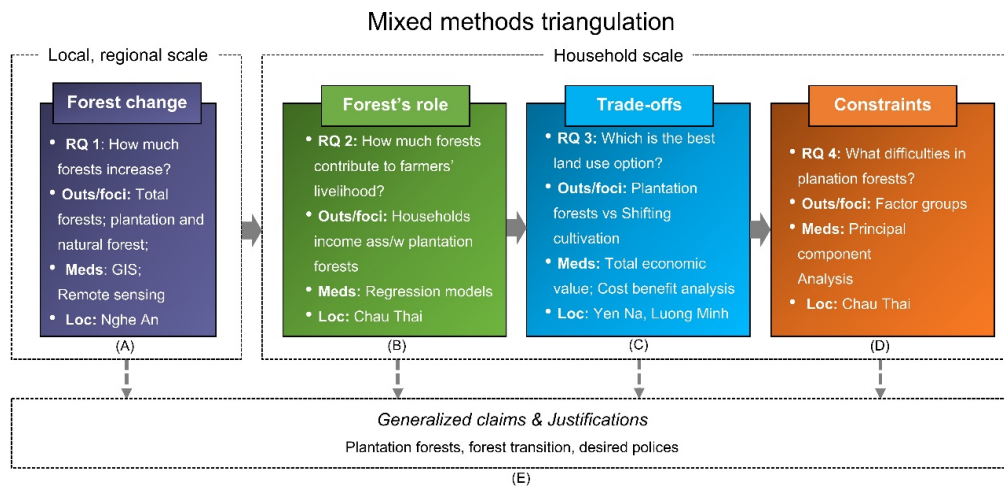 Mixed methods triangulation
Local, regional scale
Household scale
Forest change
• RQ 1: How much
forests increase?
• Outs/foci: Total
forests; plantation and
natural forest;
• Meds: GIS;
Remote sensing
• Loc: Nghe An
(A)
Forest's role
• RQ 2: How much forests
contribute to farmers'
livelihood?
• Outs/foci: Households
income ass/w plantation
forests
• Meds: Regression models
• Loc: Chau Thai
(B)
Trade-offs
• RQ 3: Which is the best
land use option?
• Outs/foci: Plantation
forests vs Shifting
cultivation
• Meds: Total economic
value; Cost benefit analysis
• Loc: Yen Na, Luong Minh
(C)
Constraints
• RQ 4: What difficulties in
planation forests?
• Outs/foci: Factor groups
• Meds: Principal
component
Analysis
• Loc: Chau Thai
(D)
Generalized claims & Justifications
Plantation forests, forest transition, desired polices
(E)